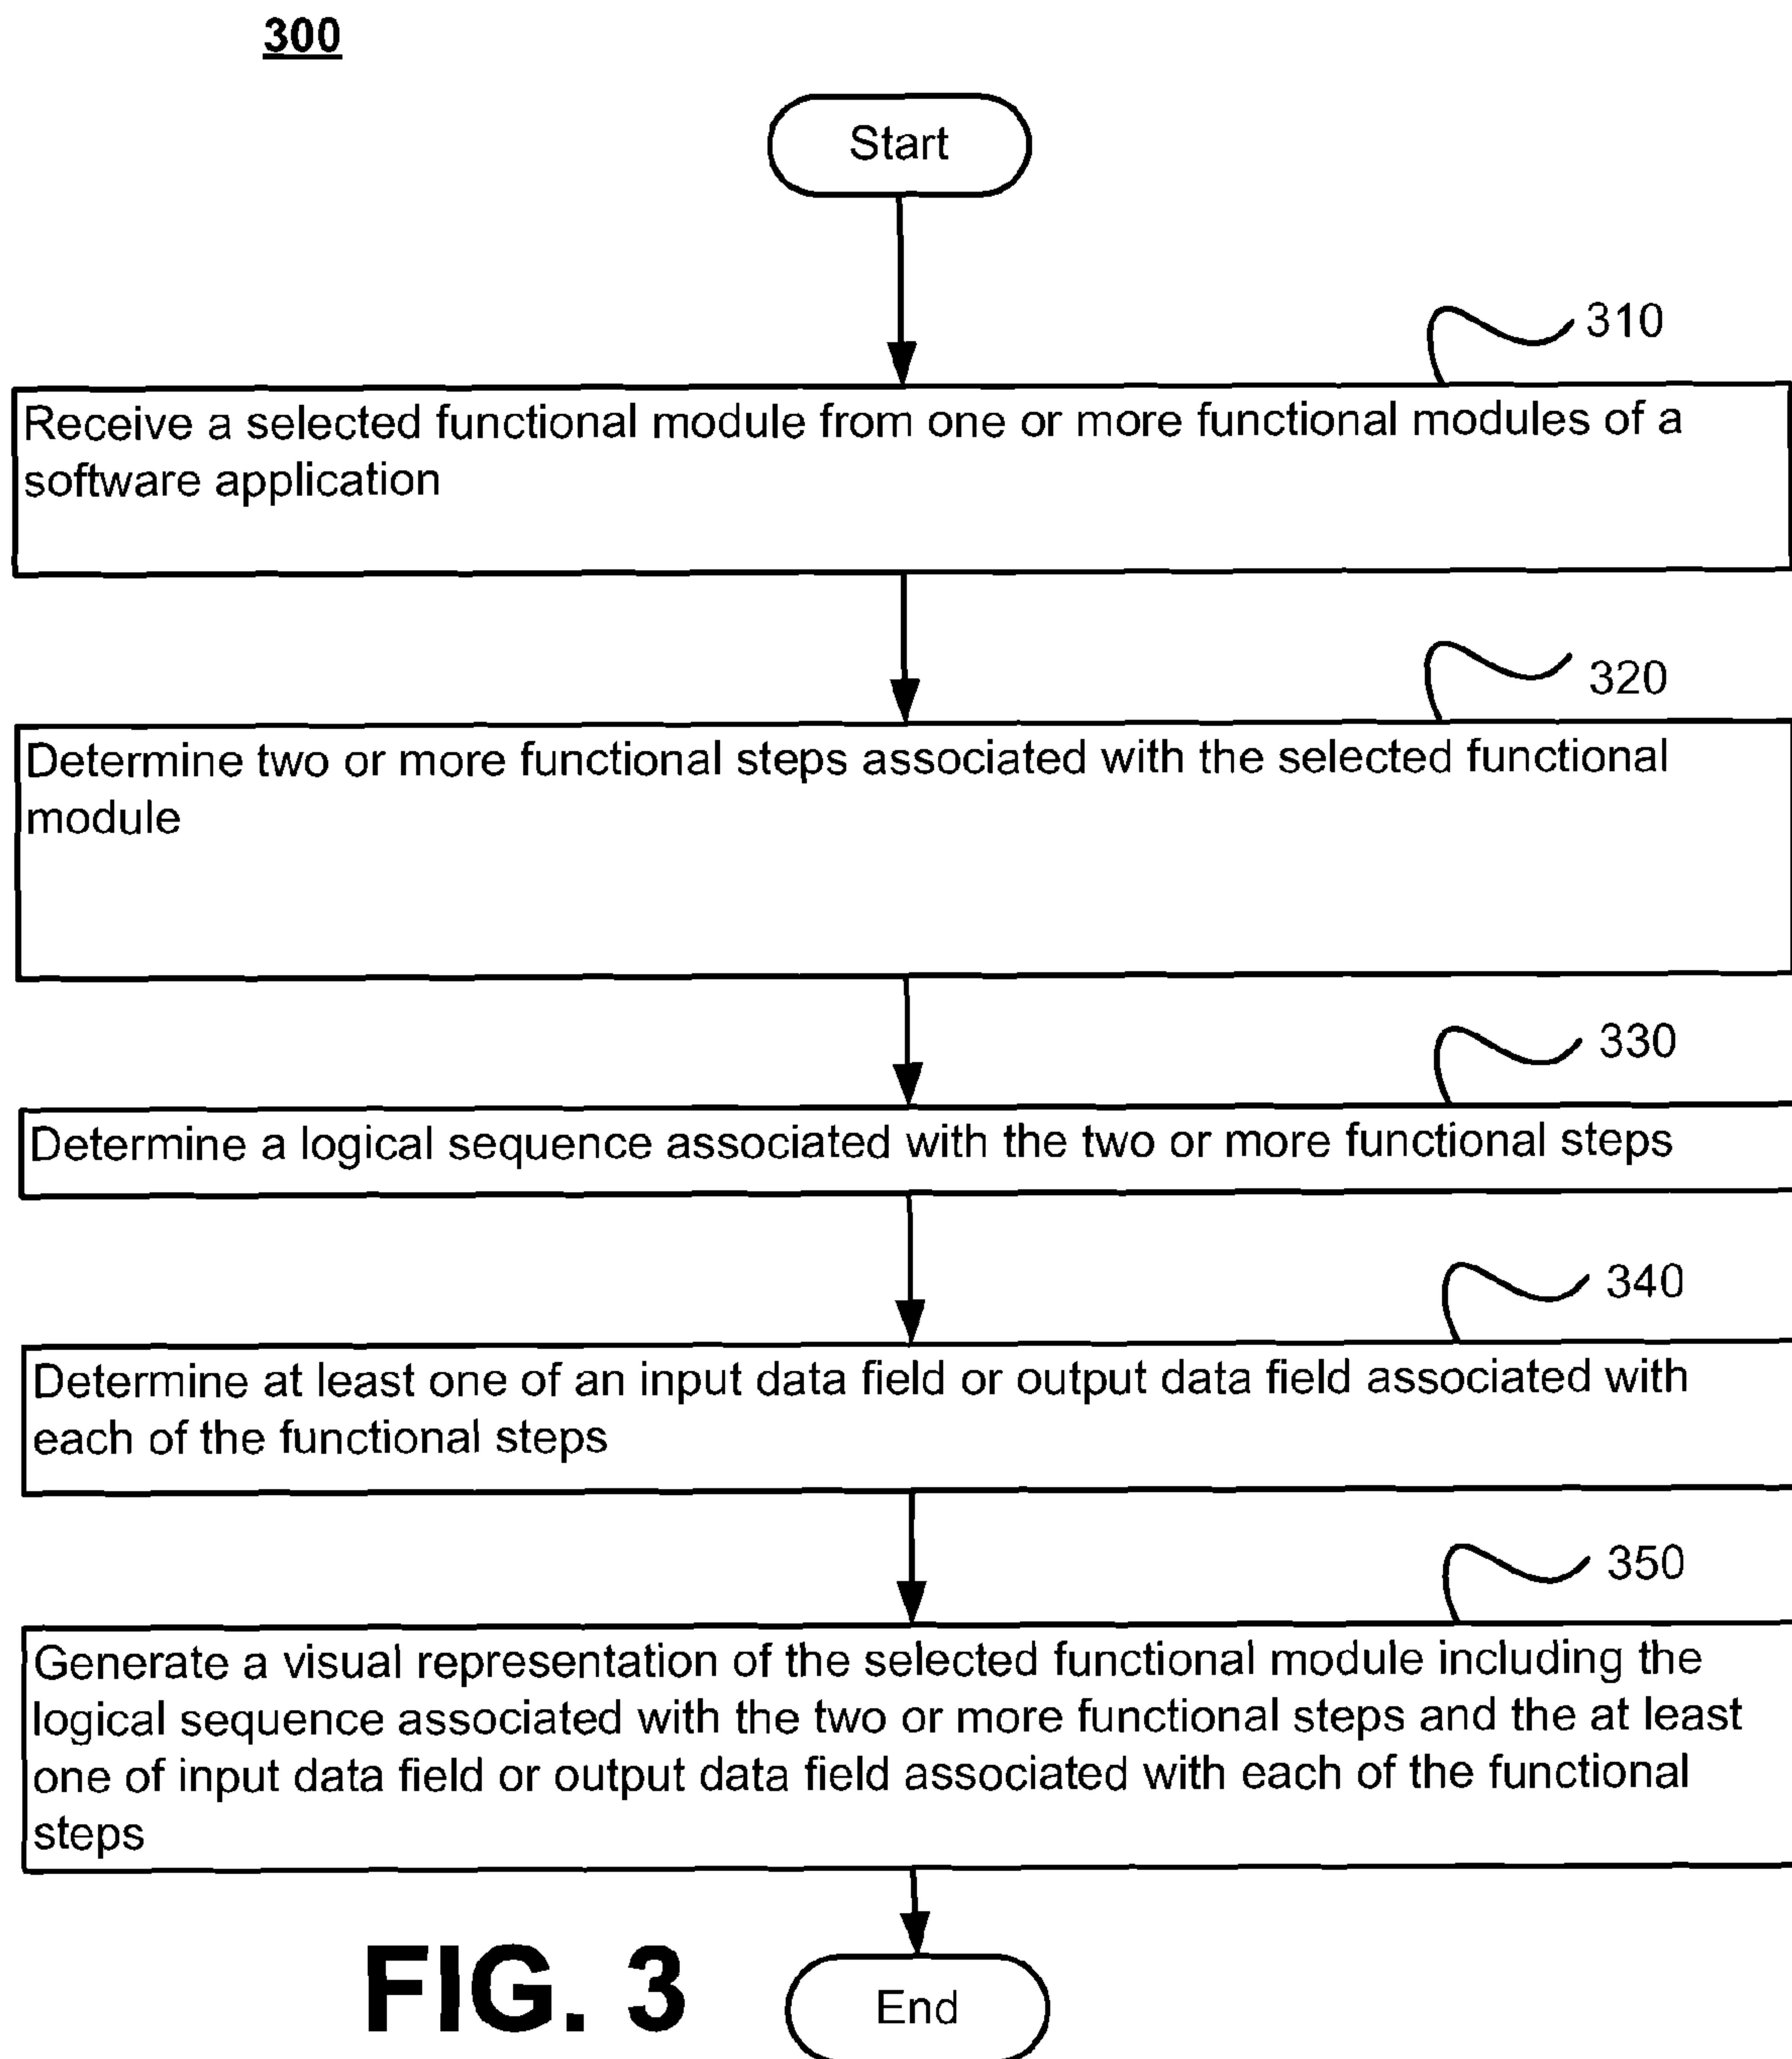 300
Start
310
Receive a selected functional module from one or more functional modules of a
software application
320
Determine two or more functional steps associated with the selected functional
module
330
Determine a logical sequence associated with the two or more functional steps
340
Determine at least one of an input data field or output data field associated with
each of the functional steps
350
Generate a visual representation of the selected functional module including the
logical sequence associated with the two or more functional steps and the at least
one of input data field or output data field associated with each of the functional
steps
FIG. 3
End